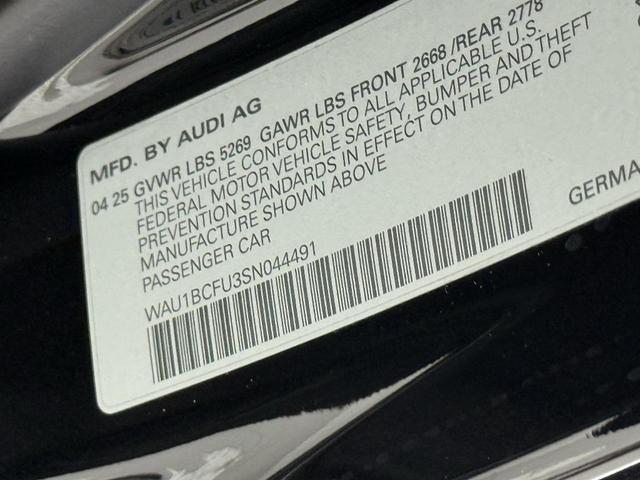 MFD. BY AUDI AG
04 25 GVWR LBS 5269 GAWR LBS FRONT 2668 /REAR 2778
THIS VEHICLE CONFORMS TO ALL APPLICABLE U.S.
FEDERAL MOTOR VEHICLE SAFETY, BUMPER AND THEFT
PREVENTION STANDARDS IN EFFECT ON THE DATE OF
MANUFACTURE SHOWN ABOVE
PASSENGER CAR
WAU1BCFU3SN044491
GERMA